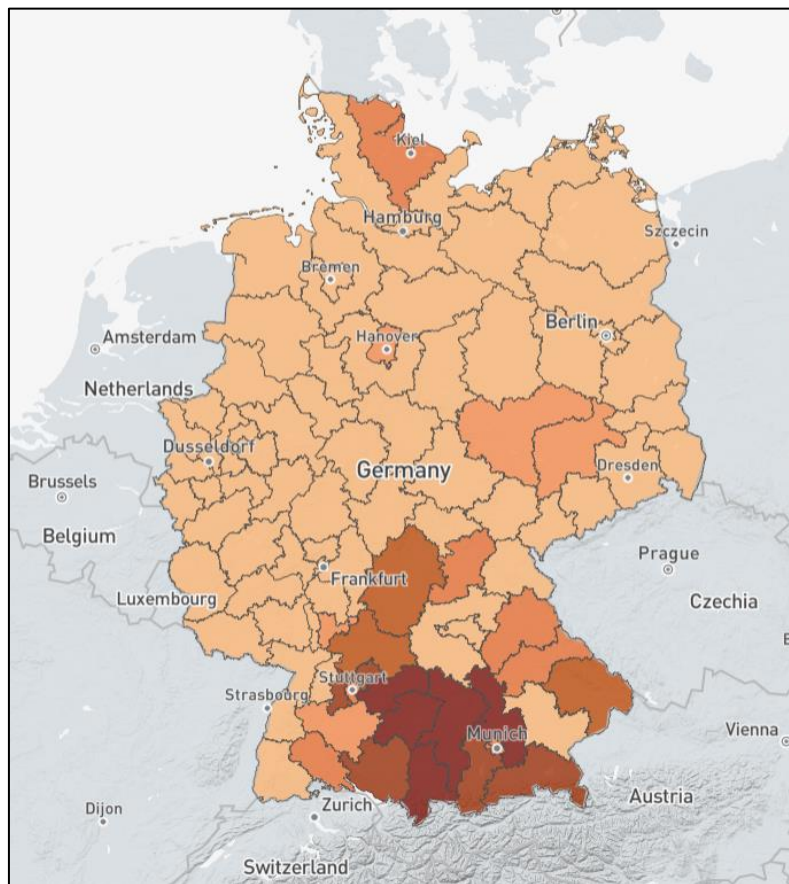 Kiel
Hamburg
Szczecin
Bremen
Berlin
Hanover
Amsterdam
Netherlands
Dusseldorf
Germany
Dresden
Brussels
Belgium
Prague
Frankfurt
Luxembourg
Czechia
Stuttgart
Strasbourg
Munich
Vienna
Austria
Dijon
Zurich
Switzerland